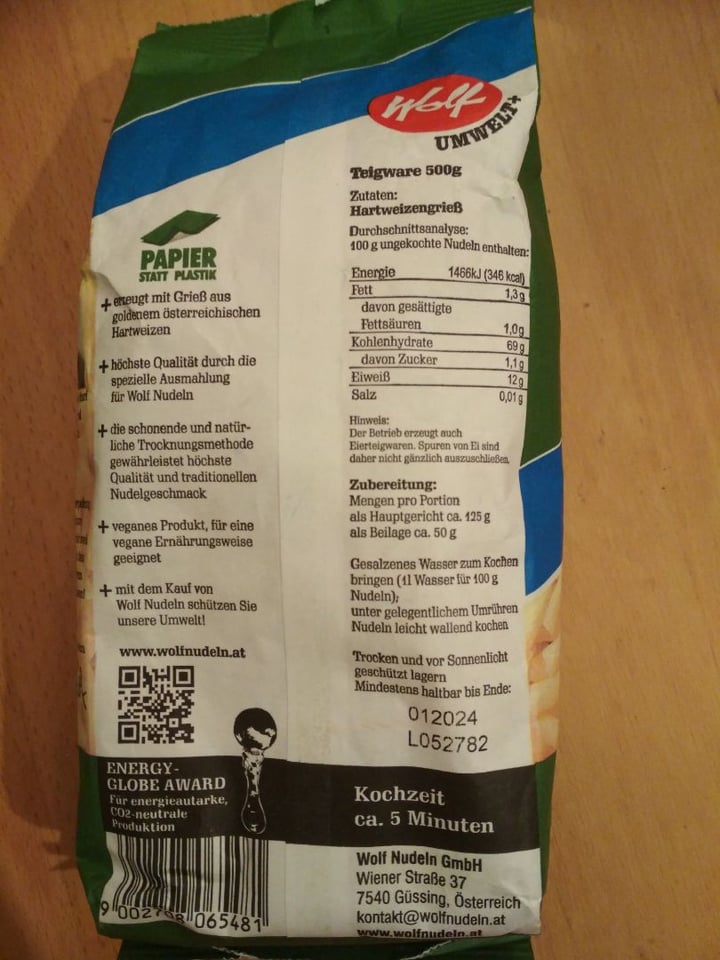 Wolf
UMWELT+
PAPIER
STATT PLASTIK
+ erzeugt mit Grieß aus
goldenem österreichischen
Hartweizen
+ höchste Qualität durch die
spezielle Ausmahlung
für Wolf Nudeln
+ die schonende und natür-
liche Trocknungsmethode
gewährleistet höchste
Qualität und traditionellen
Nudelgeschmack
+ veganes Produkt, für eine
vegane Ernährungsweise
geeignet
+ mit dem Kauf von
Wolf Nudeln schützen Sie
unsere Umwelt!
www.wolfnudeln.at
ENERGY-
GLOBE AWARD
Für energieautarke,
CO2-neutrale
Produktion
9 002798 065481
Teigware 500g
Zutaten:
Hartweizengrieß
Durchschnittsanalyse:
100 g ungekochte Nudeln enthalten:
Energie 1466kJ (346 kcal)
Fett 1,3 g
davon gesättigte
Fettsäuren 1,0 g
Kohlenhydrate 69 g
davon Zucker 1,1 g
Eiweiß 12 g
Salz 0,01 g
Hinweis:
Der Betrieb erzeugt auch
Eierteigwaren. Spuren von Ei sind
daher nicht gänzlich auszuschließen.
Zubereitung:
Mengen pro Portion
als Hauptgericht ca. 125 g
als Beilage ca. 50 g
Gesalzenes Wasser zum Kochen
bringen (1l Wasser für 100 g
Nudeln);
unter gelegentlichem Umrühren
Nudeln leicht wallend kochen
Trocken und vor Sonnenlicht
geschützt lagern
Mindestens haltbar bis Ende:
012024
L052782
Kochzeit
ca. 5 Minuten
Wolf Nudeln GmbH
Wiener Straße 37
7540 Güssing, Österreich
kontakt@wolfnudeln.at
www.wolfnudeln.at